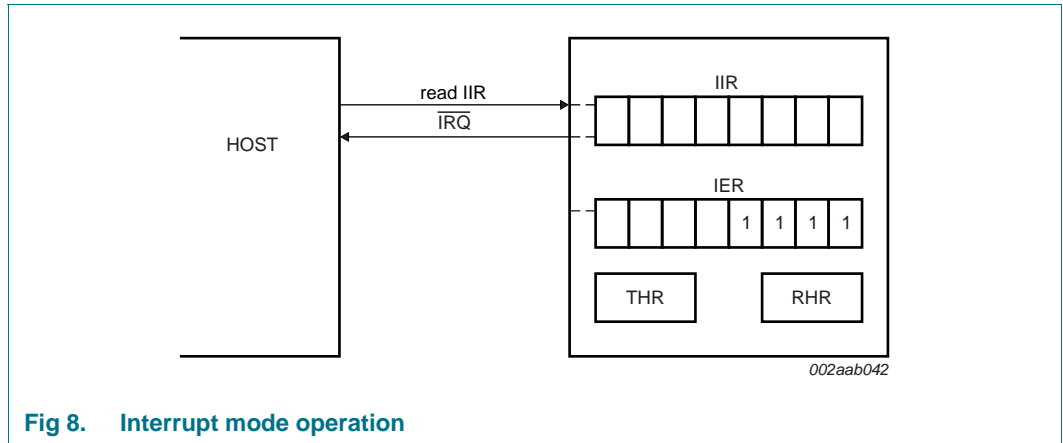 IIR
read IIR
IRQ
HOST
IER
1 1 1 1
THR RHR
002aab042
Fig 8. Interrupt mode operation